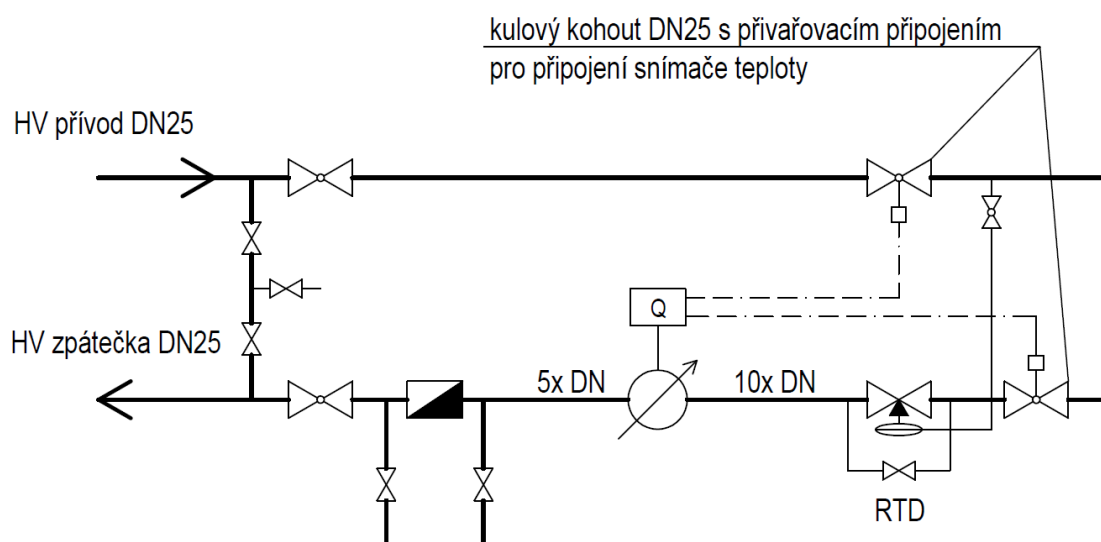 kulový kohout DN25 s přivařovacím připojením
pro připojení snímače teploty
HV přívod DN25
Q
HV zpátečka DN25
5x DN
10x DN
RTD